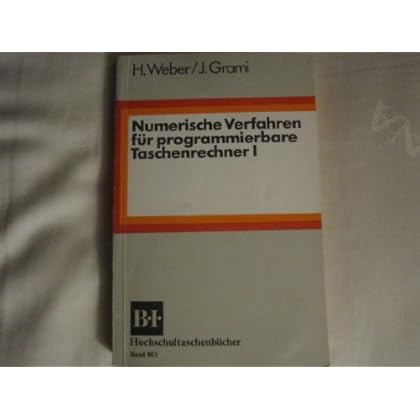 H. Weber/J. Grami
Numerische Verfahren
für programmierbare
Taschenrechner I
B·I·
Hochschultaschenbücher
Band 803